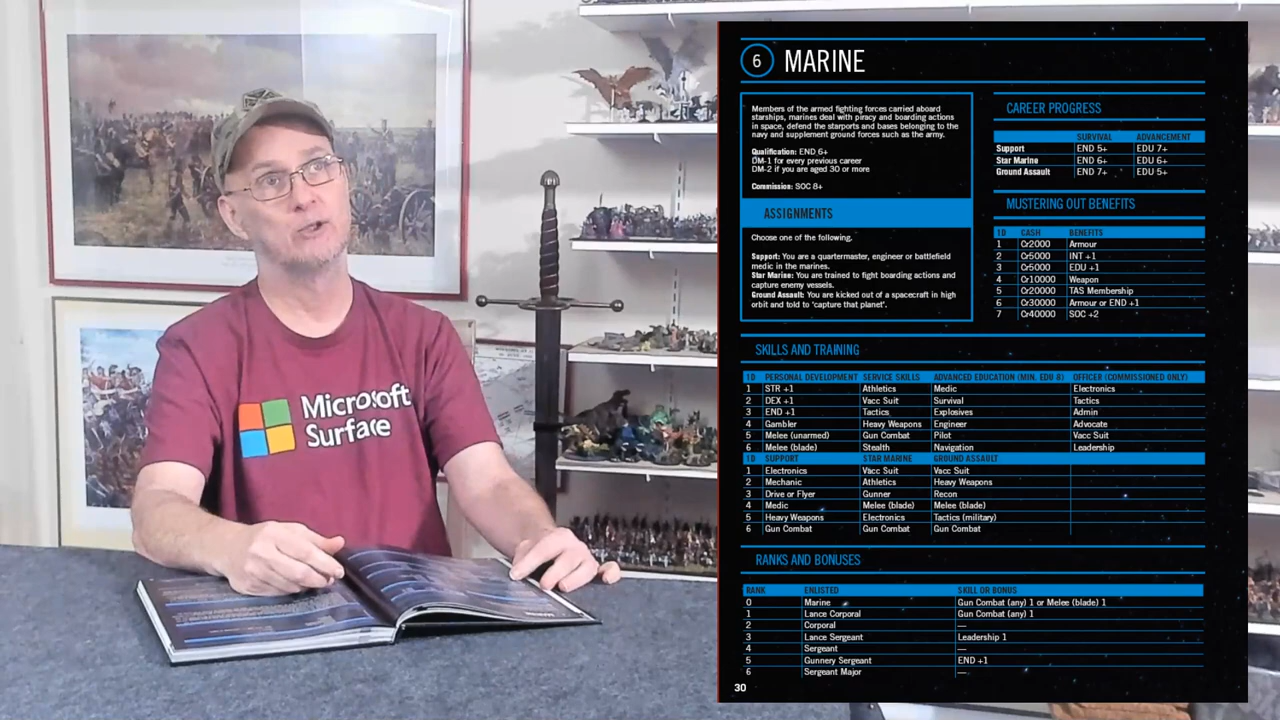 Microsoft
Surface
6 MARINE
Members of the armed fighting forces carried aboard
starships, marines deal with piracy and boarding actions
in space, defend the starports and bases belonging to the
navy and supplement ground forces such as the army.
Qualification: END 6+
DM-1 for every previous career
DM-2 if you are aged 30 or more
Commission: SOC 8+
ASSIGNMENTS
Choose one of the following.
Support: You are a quartermaster, engineer or battlefield
medic in the marines.
Star Marine: You are trained to fight boarding actions and
capture enemy vessels.
Ground Assault: You are kicked out of a spacecraft in high
orbit and told to 'capture that planet'.
CAREER PROGRESS
SURVIVAL ADVANCEMENT
Support END 5+ EDU 7+
Star Marine END 6+ EDU 6+
Ground Assault END 7+ EDU 5+
MUSTERING OUT BENEFITS
1D CASH BENEFITS
1 Cr2000 Armour
2 Cr5000 INT +1
3 Cr5000 EDU +1
4 Cr10000 Weapon
5 Cr20000 TAS Membership
6 Cr30000 Armour or END +1
7 Cr40000 SOC +2
SKILLS AND TRAINING
1D PERSONAL DEVELOPMENT SERVICE SKILLS ADVANCED EDUCATION (MIN. EDU 8) OFFICER (COMMISSIONED ONLY)
1 STR +1 Athletics Medic Electronics
2 DEX +1 Vacc Suit Survival Tactics
3 END +1 Tactics Explosives Admin
4 Gambler Heavy Weapons Engineer Advocate
5 Melee (unarmed) Gun Combat Pilot Vacc Suit
6 Melee (blade) Stealth Navigation Leadership
1D SUPPORT STAR MARINE GROUND ASSAULT
1 Electronics Vacc Suit Vacc Suit
2 Mechanic Athletics Heavy Weapons
3 Drive or Flyer Gunner Recon
4 Medic Melee (blade) Melee (blade)
5 Heavy Weapons Electronics Tactics (military)
6 Gun Combat Gun Combat Gun Combat
RANKS AND BONUSES
RANK ENLISTED SKILL OR BONUS
0 Marine Gun Combat (any) 1 or Melee (blade) 1
1 Lance Corporal Gun Combat (any) 1
2 Corporal —
3 Lance Sergeant Leadership 1
4 Sergeant —
5 Gunnery Sergeant END +1
6 Sergeant Major —
30